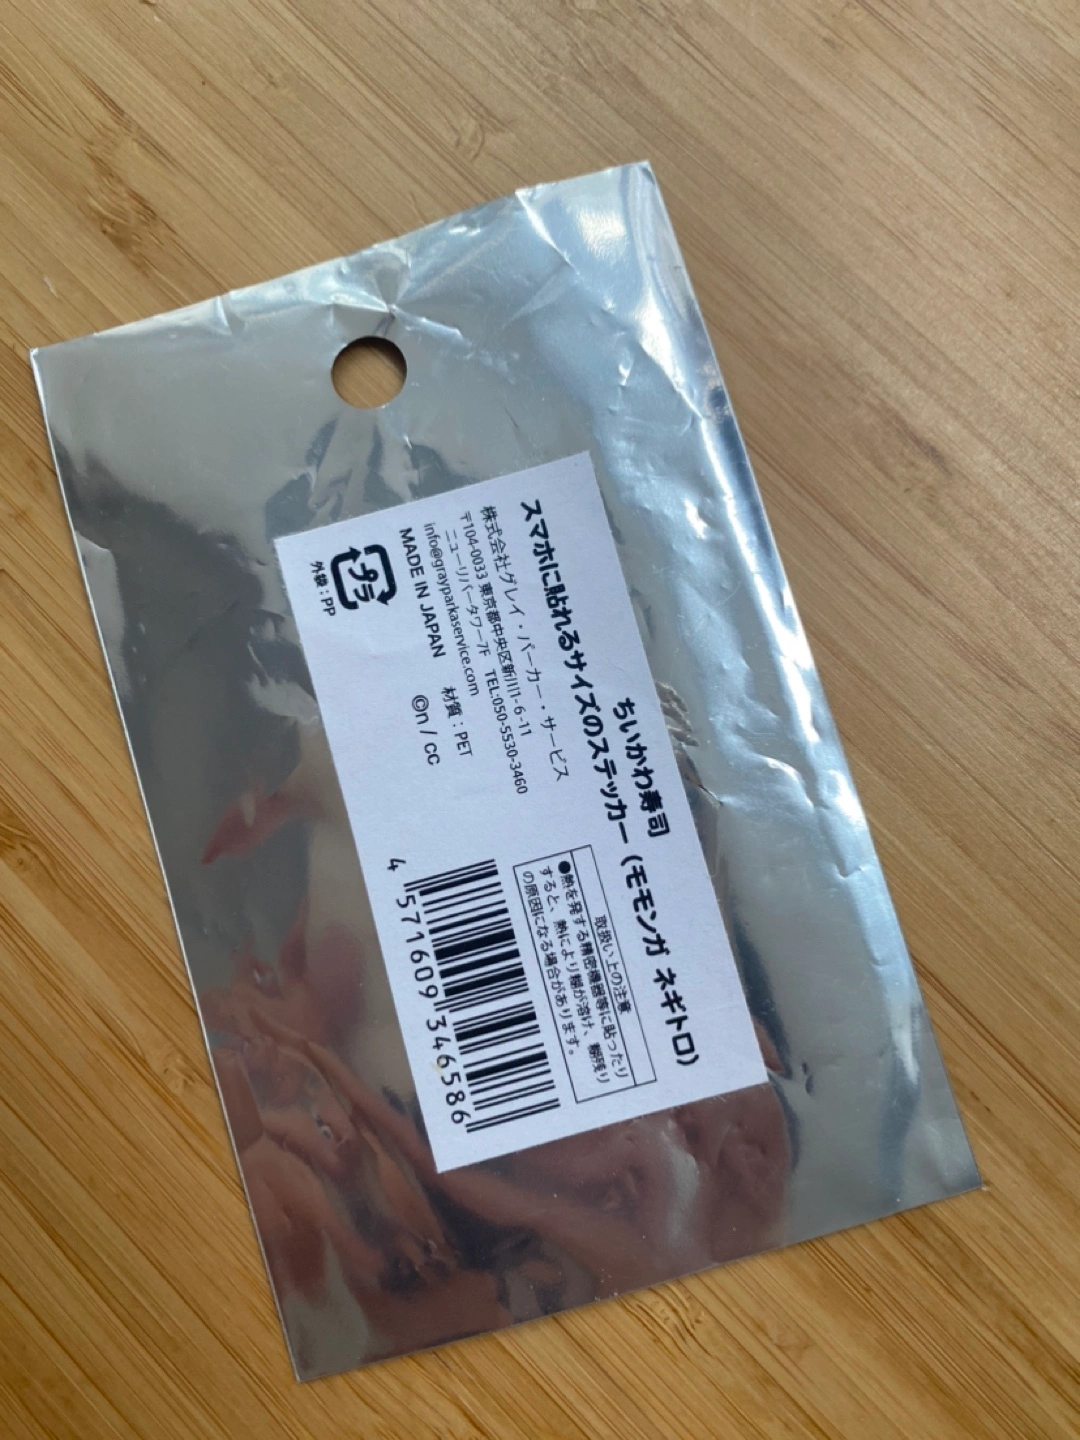 ちいかわ寿司
スマホに貼れるサイズのステッカー (モモンガ ネギトロ)
株式会社グレイ・パーカー・サービス
〒104-0033 東京都中央区新川1-6-11
ニューリバータワー7F TEL:050-5530-3460
info@grayparkaservice.com 材質:PET
MADE IN JAPAN ©n / cc
プラ
外袋:PP
取扱い上の注意
●熱を発する精密機器等に貼ったり
すると、熱により糊が溶け、糊残り
の原因になる場合があります。
4 571609 346586